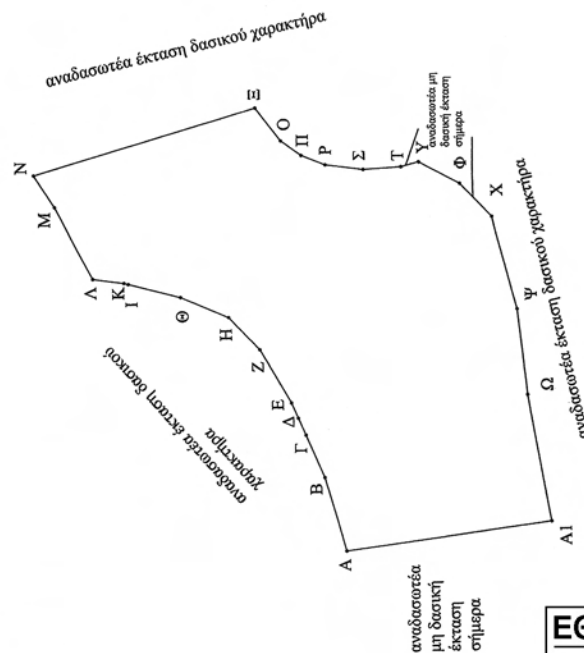 αναδασωτέα έκταση δασικού χαρακτήρα
Ν
Μ
Ξ
Ο
Π
Ρ
Σ
Τ
Υ
αναδασωτέα μη
δασική έκταση
σήμερα
Φ
Χ
Λ
Κ
Ι
Θ
Η
Ζ
Ε
Δ
Γ
Β
Α
αναδασωτέα έκταση δασικού
χαρακτήρα
Ψ
Ω
Α1
αναδασωτέα έκταση δασικού χαρακτήρα
αναδασωτέα
μη δασική
έκταση
σήμερα